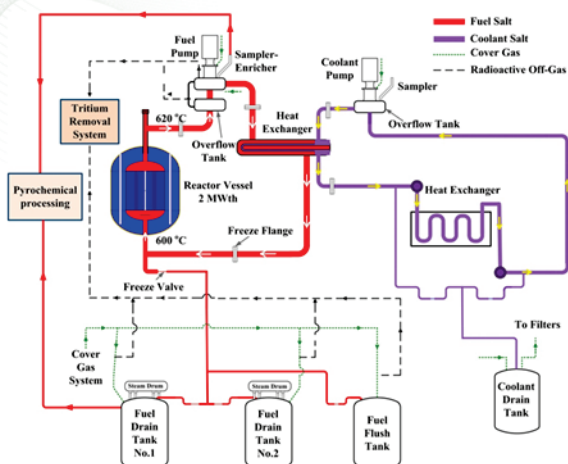 Fuel Salt
Coolant Salt
Cover Gas
Radioactive Off-Gas
Fuel
Pump
Sampler-
Enricher
Coolant
Pump
Sampler
Tritium
Removal
System
620 °C
Overflow
Tank
Heat
Exchanger
Overflow Tank
Pyrochemical
processing
Reactor Vessel
2 MWth
Heat Exchanger
600 °C
Freeze Flange
Freeze Valve
Cover
Gas
System
To Filters
Steam Drum
Steam Drum
Fuel
Drain
Tank
No.1
Fuel
Drain
Tank
No.2
Fuel
Flush
Tank
Coolant
Drain
Tank